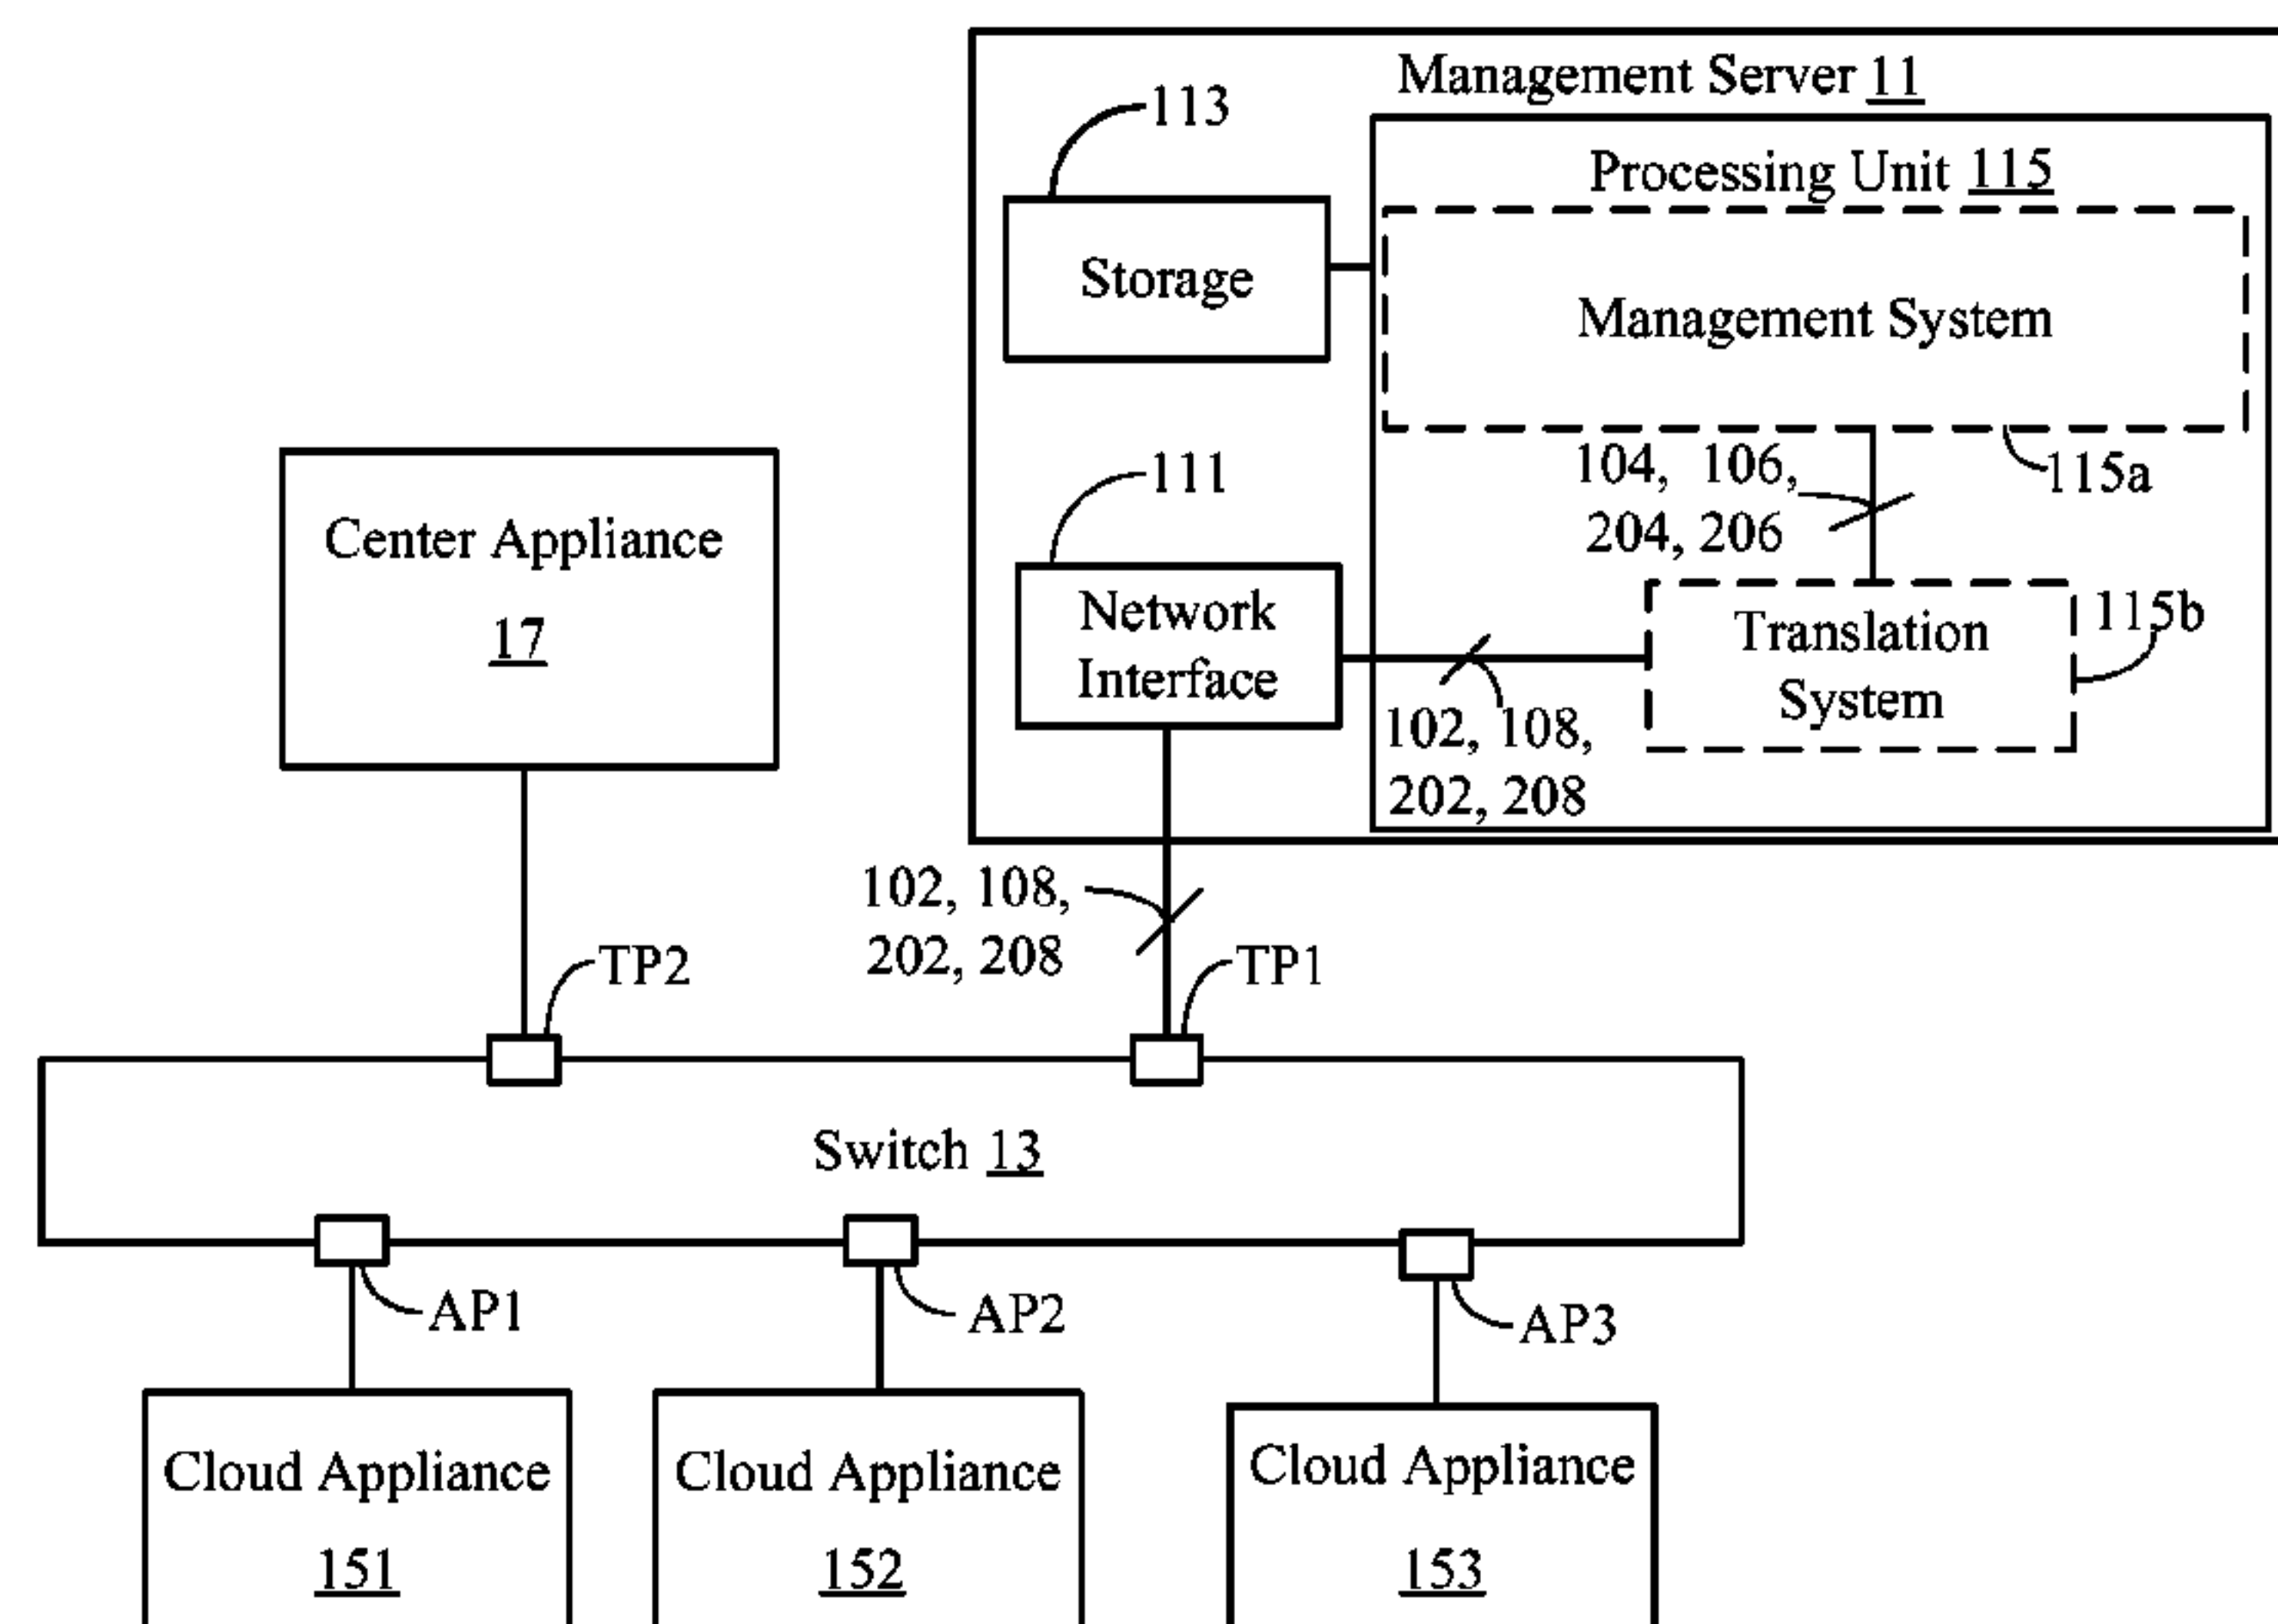 Management Server 11
113
Processing Unit 115
Storage
Management System
111
104, 106,
204, 206
115a
Center Appliance
17
Network
Interface
Translation
System
115b
102, 108,
202, 208
102, 108,
202, 208
TP2
TP1
Switch 13
AP1
AP2
AP3
Cloud Appliance
151
Cloud Appliance
152
Cloud Appliance
153